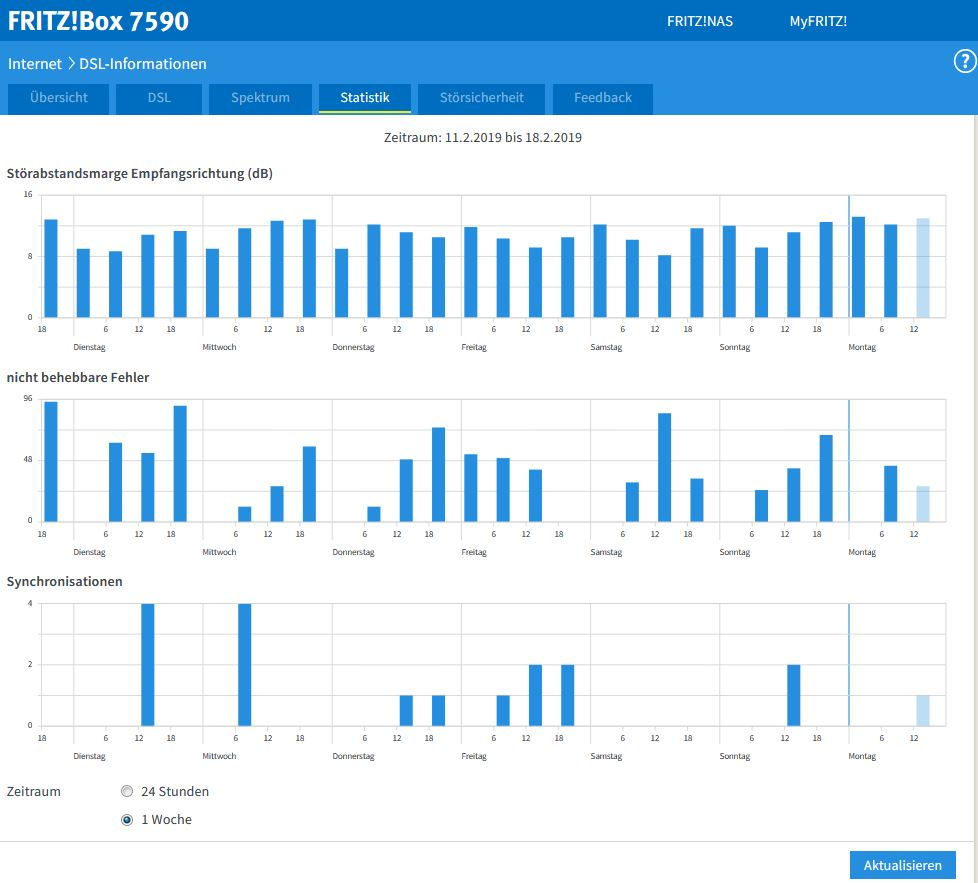 FRITZ!Box 7590
FRITZ!NAS MyFRITZ!
Internet > DSL-Informationen ?
Übersicht DSL Spektrum Statistik Störsicherheit Feedback
Zeitraum: 11.2.2019 bis 18.2.2019
Störabstandsmarge Empfangsrichtung (dB)
16
8
0
18 6 12 18 6 12 18 6 12 18 6 12 18 6 12 18 6 12 18 6 12
Dienstag Mittwoch Donnerstag Freitag Samstag Sonntag Montag
nicht behebbare Fehler
96
48
0
18 6 12 18 6 12 18 6 12 18 6 12 18 6 12 18 6 12 18 6 12
Dienstag Mittwoch Donnerstag Freitag Samstag Sonntag Montag
Synchronisationen
4
2
0
18 6 12 18 6 12 18 6 12 18 6 12 18 6 12 18 6 12 18 6 12
Dienstag Mittwoch Donnerstag Freitag Samstag Sonntag Montag
Zeitraum 24 Stunden
1 Woche
Aktualisieren